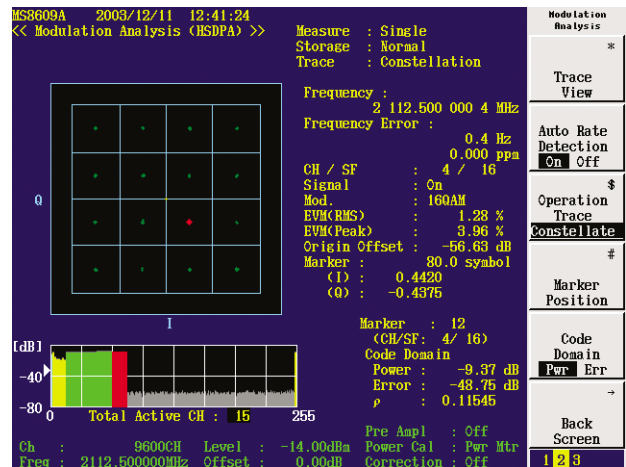 MS8609A 2003/12/11 12:41:24
<< Modulation Analysis (HSDPA) >>
Measure : Single
Storage : Normal
Trace : Constellation
Frequency :
2 112.500 000 4 MHz
Frequency Error :
0.4 Hz
0.000 ppm
CH / SF : 4 / 16
Signal : On
Mod. : 16QAM
EVM(RMS) : 1.28 %
EVM(Peak) : 3.96 %
Origin Offset : -56.63 dB
Marker : 80.0 symbol
(I) : 0.4420
(Q) : -0.4375
Q
I
Marker : 12
(CH/SF: 4/ 16)
Code Domain
Power : -9.37 dB
Error : -48.75 dB
ρ : 0.11545
[dB]
-40
-80
0 Total Active CH : 15 255
Pre Ampl : Off
Ch : 9600CH Level : -14.00dBm Power Cal : Pwr Mtr
Freq : 2112.500000MHz Offset : 0.00dB Correction : Off
Modulation
Analysis
*
Trace
View
Auto Rate
Detection
On Off
$
Operation
Trace
Constellate
#
Marker
Position
Code
Domain
Pwr Err
→
Back
Screen
1 2 3